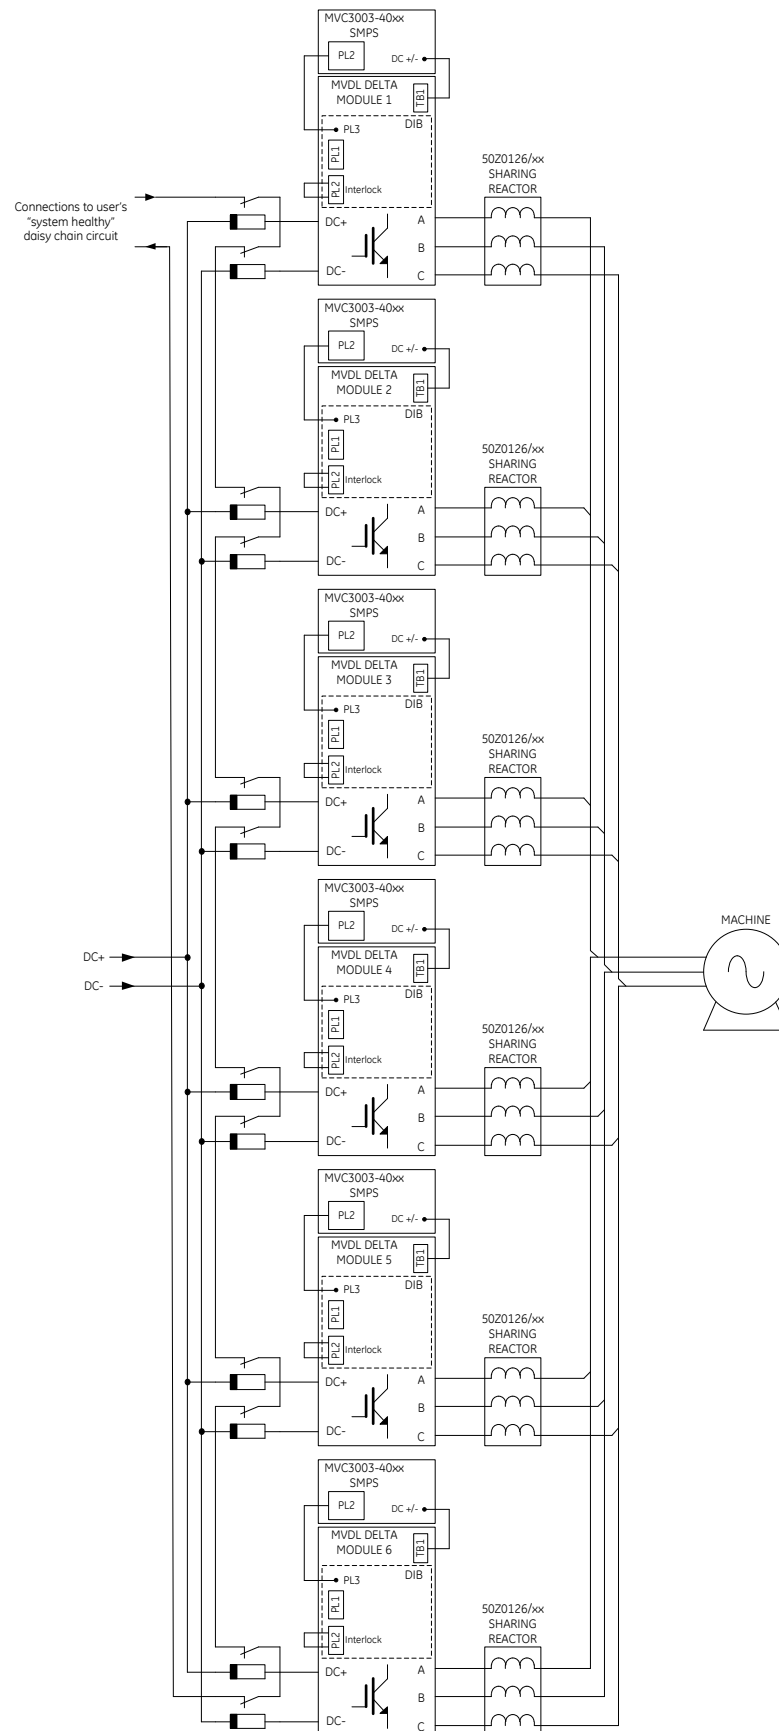 MVC3003-40xx
SMPS
PL2
DC +/-
MVDL DELTA
MODULE 1
TB1
DIB
PL3
PL1
PL2
Interlock
50Z0126/xx
SHARING
REACTOR
Connections to user's
"system healthy"
daisy chain circuit
DC+
A
B
DC-
C
MVC3003-40xx
SMPS
PL2
DC +/-
MVDL DELTA
MODULE 2
TB1
DIB
PL3
PL1
PL2
Interlock
50Z0126/xx
SHARING
REACTOR
DC+
A
B
DC-
C
MVC3003-40xx
SMPS
PL2
DC +/-
MVDL DELTA
MODULE 3
TB1
DIB
PL3
PL1
PL2
Interlock
50Z0126/xx
SHARING
REACTOR
DC+
A
B
DC-
C
MVC3003-40xx
SMPS
PL2
DC +/-
MACHINE
DC+
DC-
MVDL DELTA
MODULE 4
TB1
DIB
PL3
PL1
PL2
Interlock
50Z0126/xx
SHARING
REACTOR
DC+
A
B
DC-
C
MVC3003-40xx
SMPS
PL2
DC +/-
MVDL DELTA
MODULE 5
TB1
DIB
PL3
PL1
PL2
Interlock
50Z0126/xx
SHARING
REACTOR
DC+
A
B
DC-
C
MVC3003-40xx
SMPS
PL2
DC +/-
MVDL DELTA
MODULE 6
TB1
DIB
PL3
PL1
PL2
Interlock
50Z0126/xx
SHARING
REACTOR
DC+
A
B
DC-
C